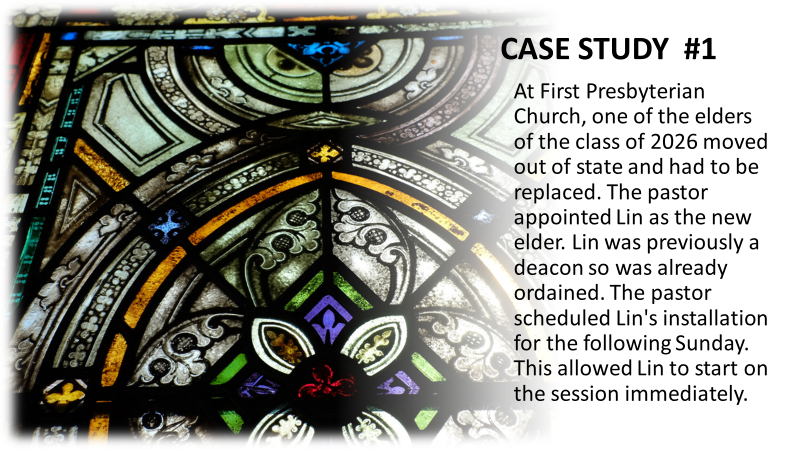 CASE STUDY  #1
At First Presbyterian
Church, one of the elders
of the class of 2026 moved
out of state and had to be
replaced. The pastor
appointed Lin as the new
elder. Lin was previously a
deacon so was already
ordained. The pastor
scheduled Lin's installation
for the following Sunday.
This allowed Lin to start on
the session immediately.